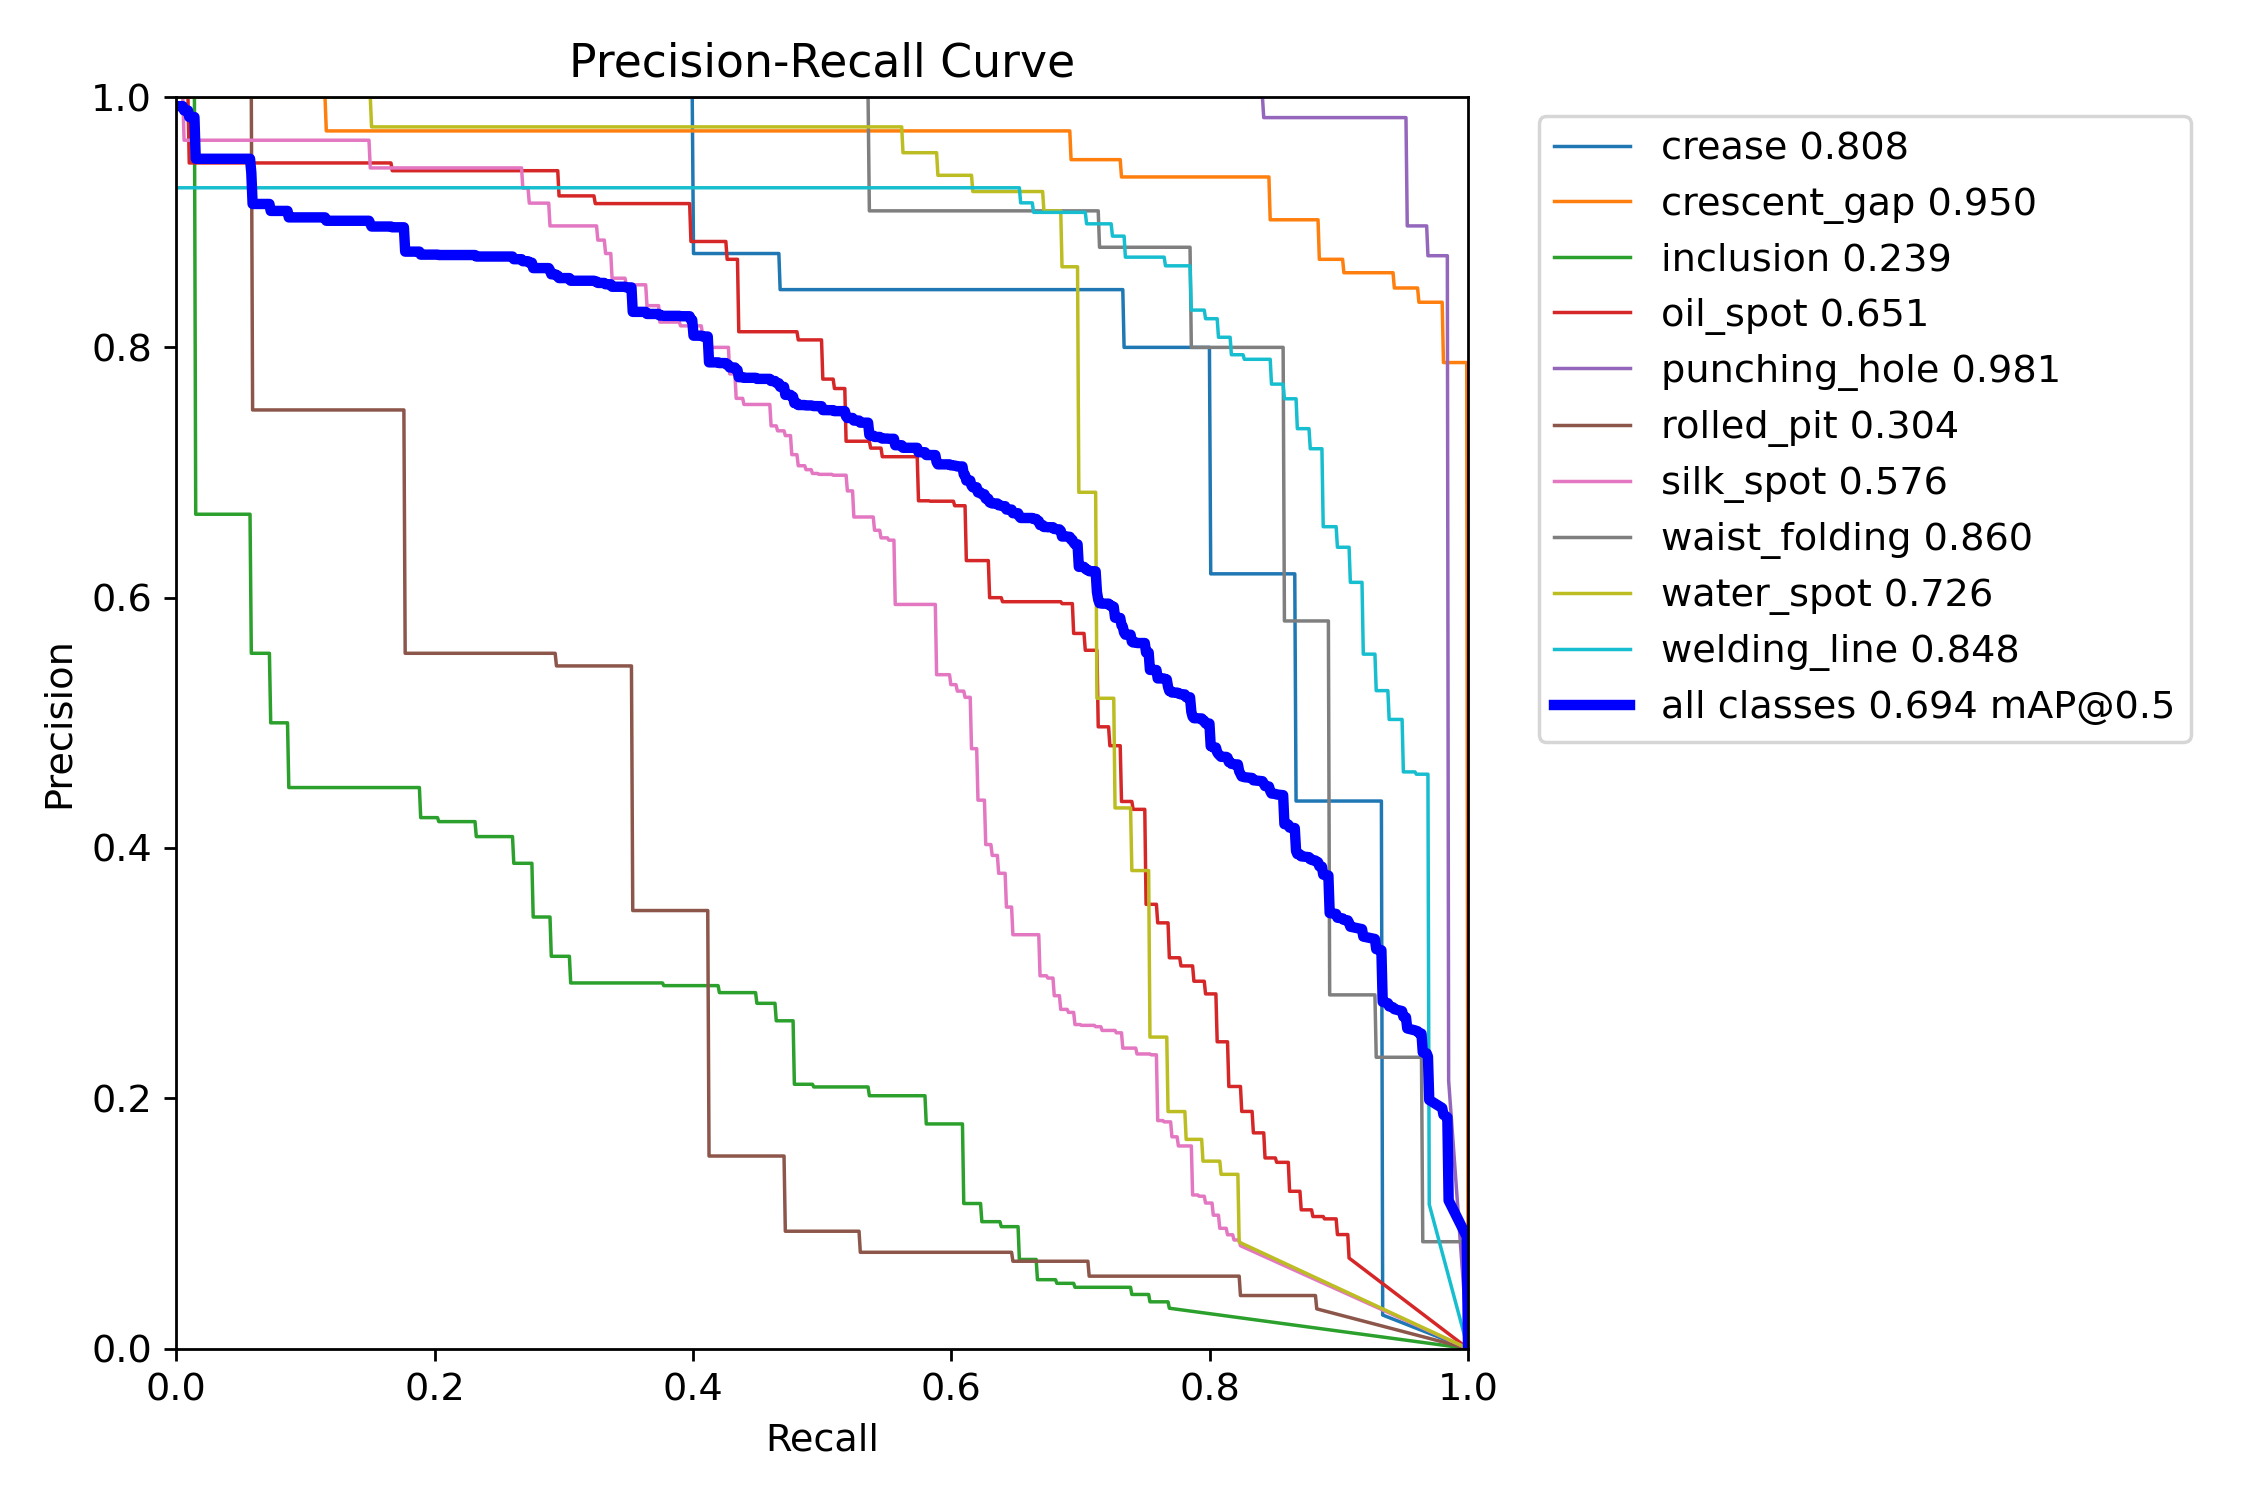 Precision-Recall Curve
1.0
0.8
0.6
0.4
0.2
0.0
Precision
0.0 0.2 0.4 0.6 0.8 1.0
Recall
crease 0.808
crescent_gap 0.950
inclusion 0.239
oil_spot 0.651
punching_hole 0.981
rolled_pit 0.304
silk_spot 0.576
waist_folding 0.860
water_spot 0.726
welding_line 0.848
all classes 0.694 mAP@0.5